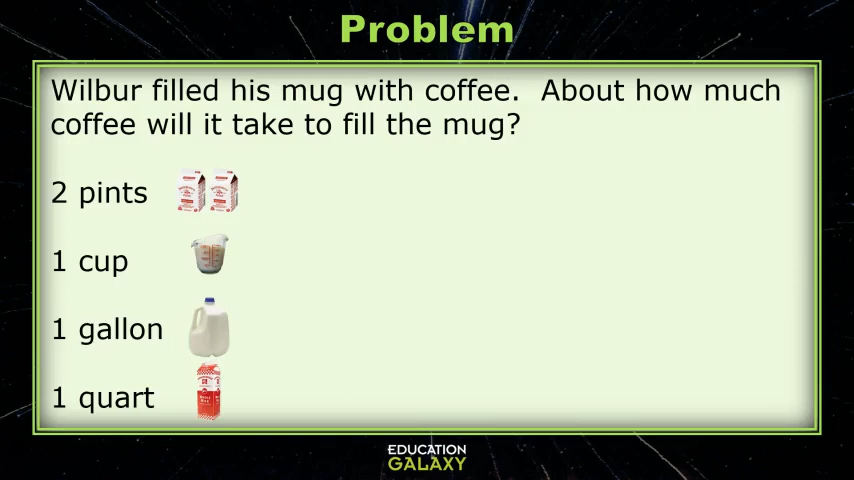 Problem
Wilbur filled his mug with coffee.  About how much
coffee will it take to fill the mug?
2 pints
1 cup
1 gallon
1 quart
EDUCATION
GALAXY